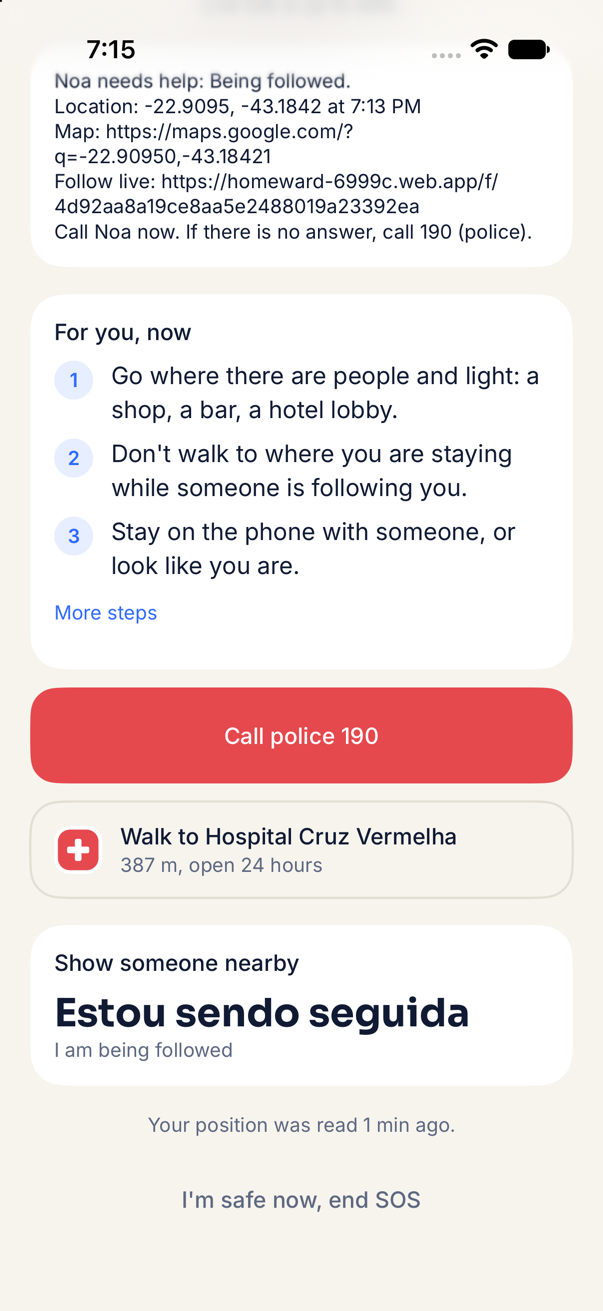 7:15
Noa needs help: Being followed.
Location: -22.9095, -43.1842 at 7:13 PM
Map: https://maps.google.com/?
q=-22.90950,-43.18421
Follow live: https://homeward-6999c.web.app/f/
4d92aa8a19ce8aa5e2488019a23392ea
Call Noa now. If there is no answer, call 190 (police).
For you, now
1 Go where there are people and light: a
shop, a bar, a hotel lobby.
2 Don't walk to where you are staying
while someone is following you.
3 Stay on the phone with someone, or
look like you are.
More steps
Call police 190
Walk to Hospital Cruz Vermelha
387 m, open 24 hours
Show someone nearby
Estou sendo seguida
I am being followed
Your position was read 1 min ago.
I'm safe now, end SOS